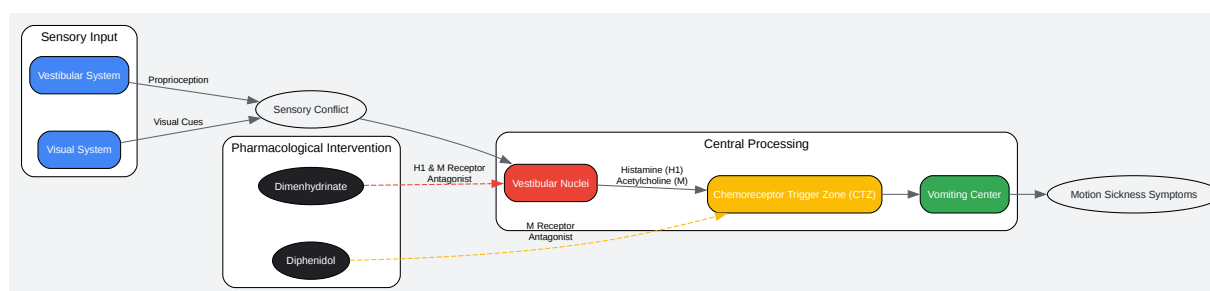 Sensory Input
Vestibular System
Proprioception
Visual System
Visual Cues
Sensory Conflict
Pharmacological Intervention
Dimenhydrinate
H1 & M Receptor
Antagonist
Diphenidol
M Receptor
Antagonist
Central Processing
Vestibular Nuclei
Histamine (H1)
Acetylcholine (M)
Chemoreceptor Trigger Zone (CTZ)
Vomiting Center
Motion Sickness Symptoms